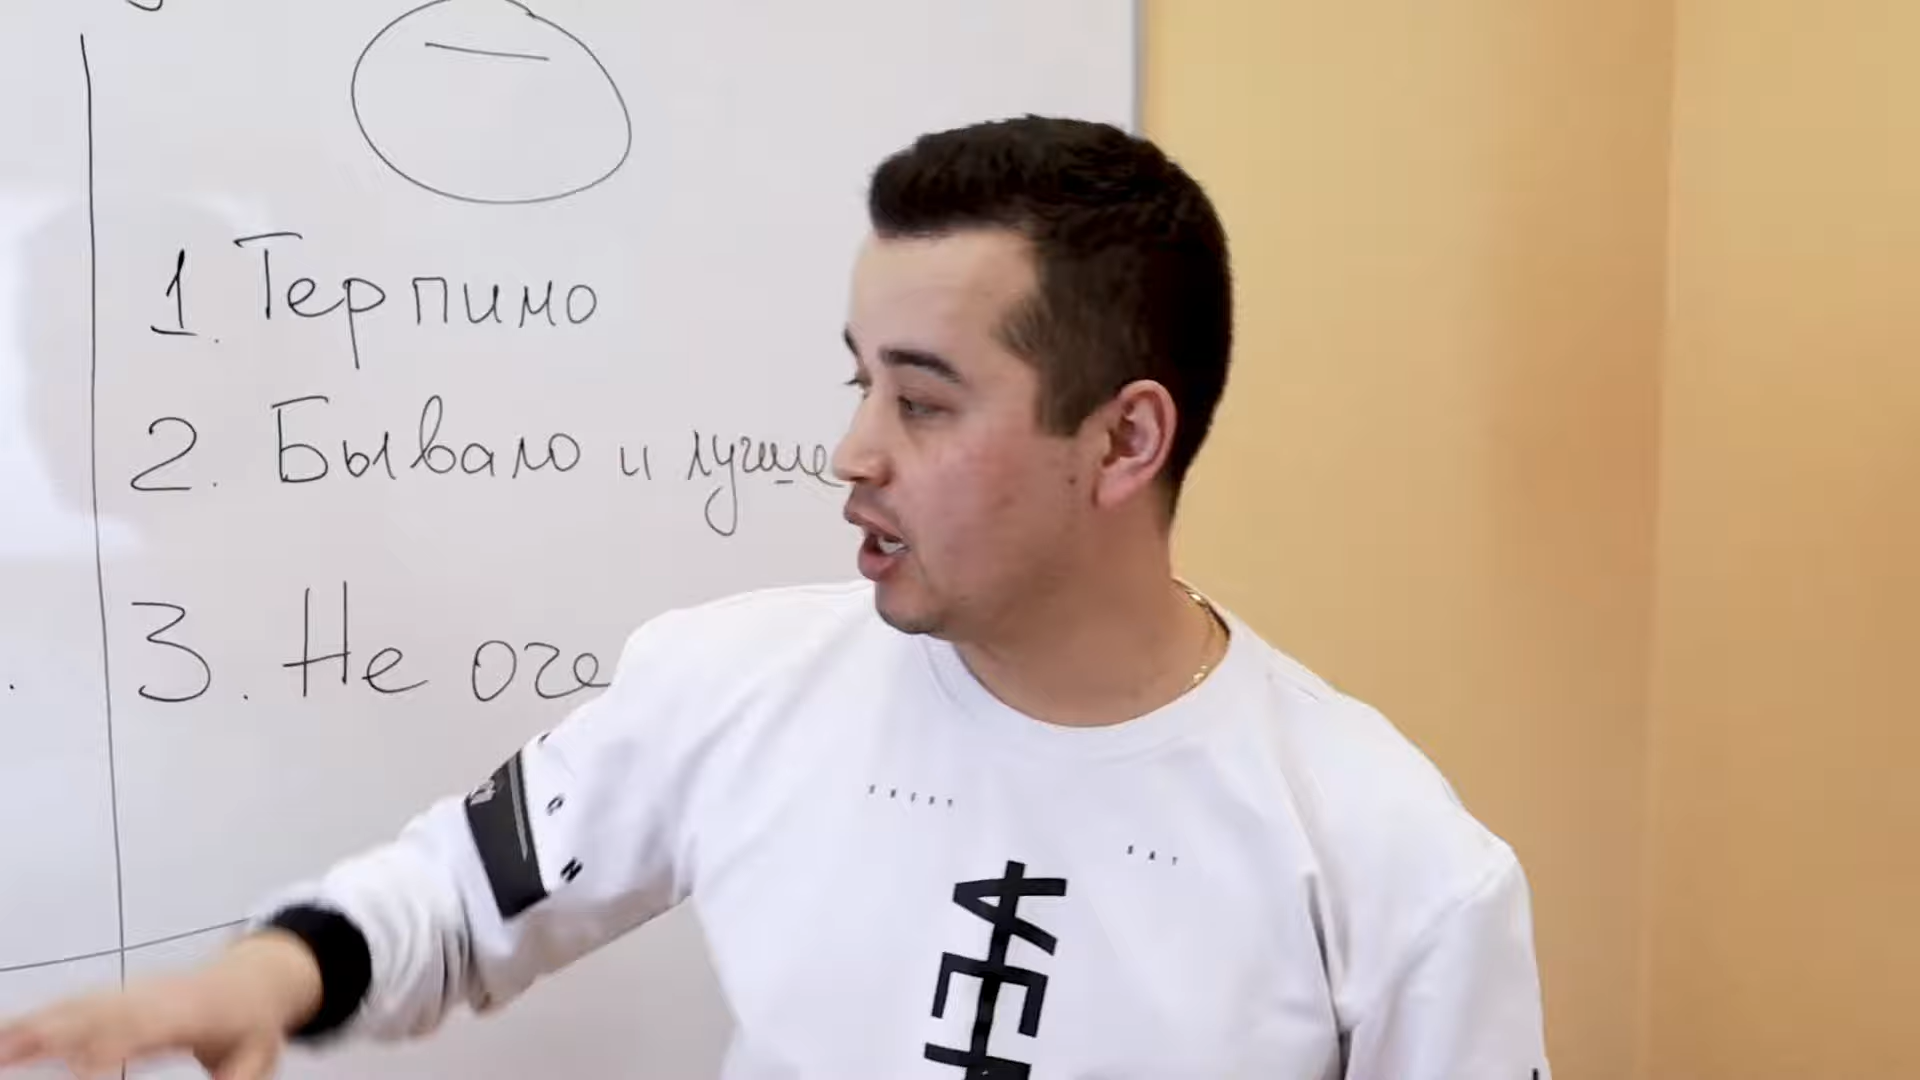 —
1. Терпимо
2. Бывало и лучше
3. Не оче